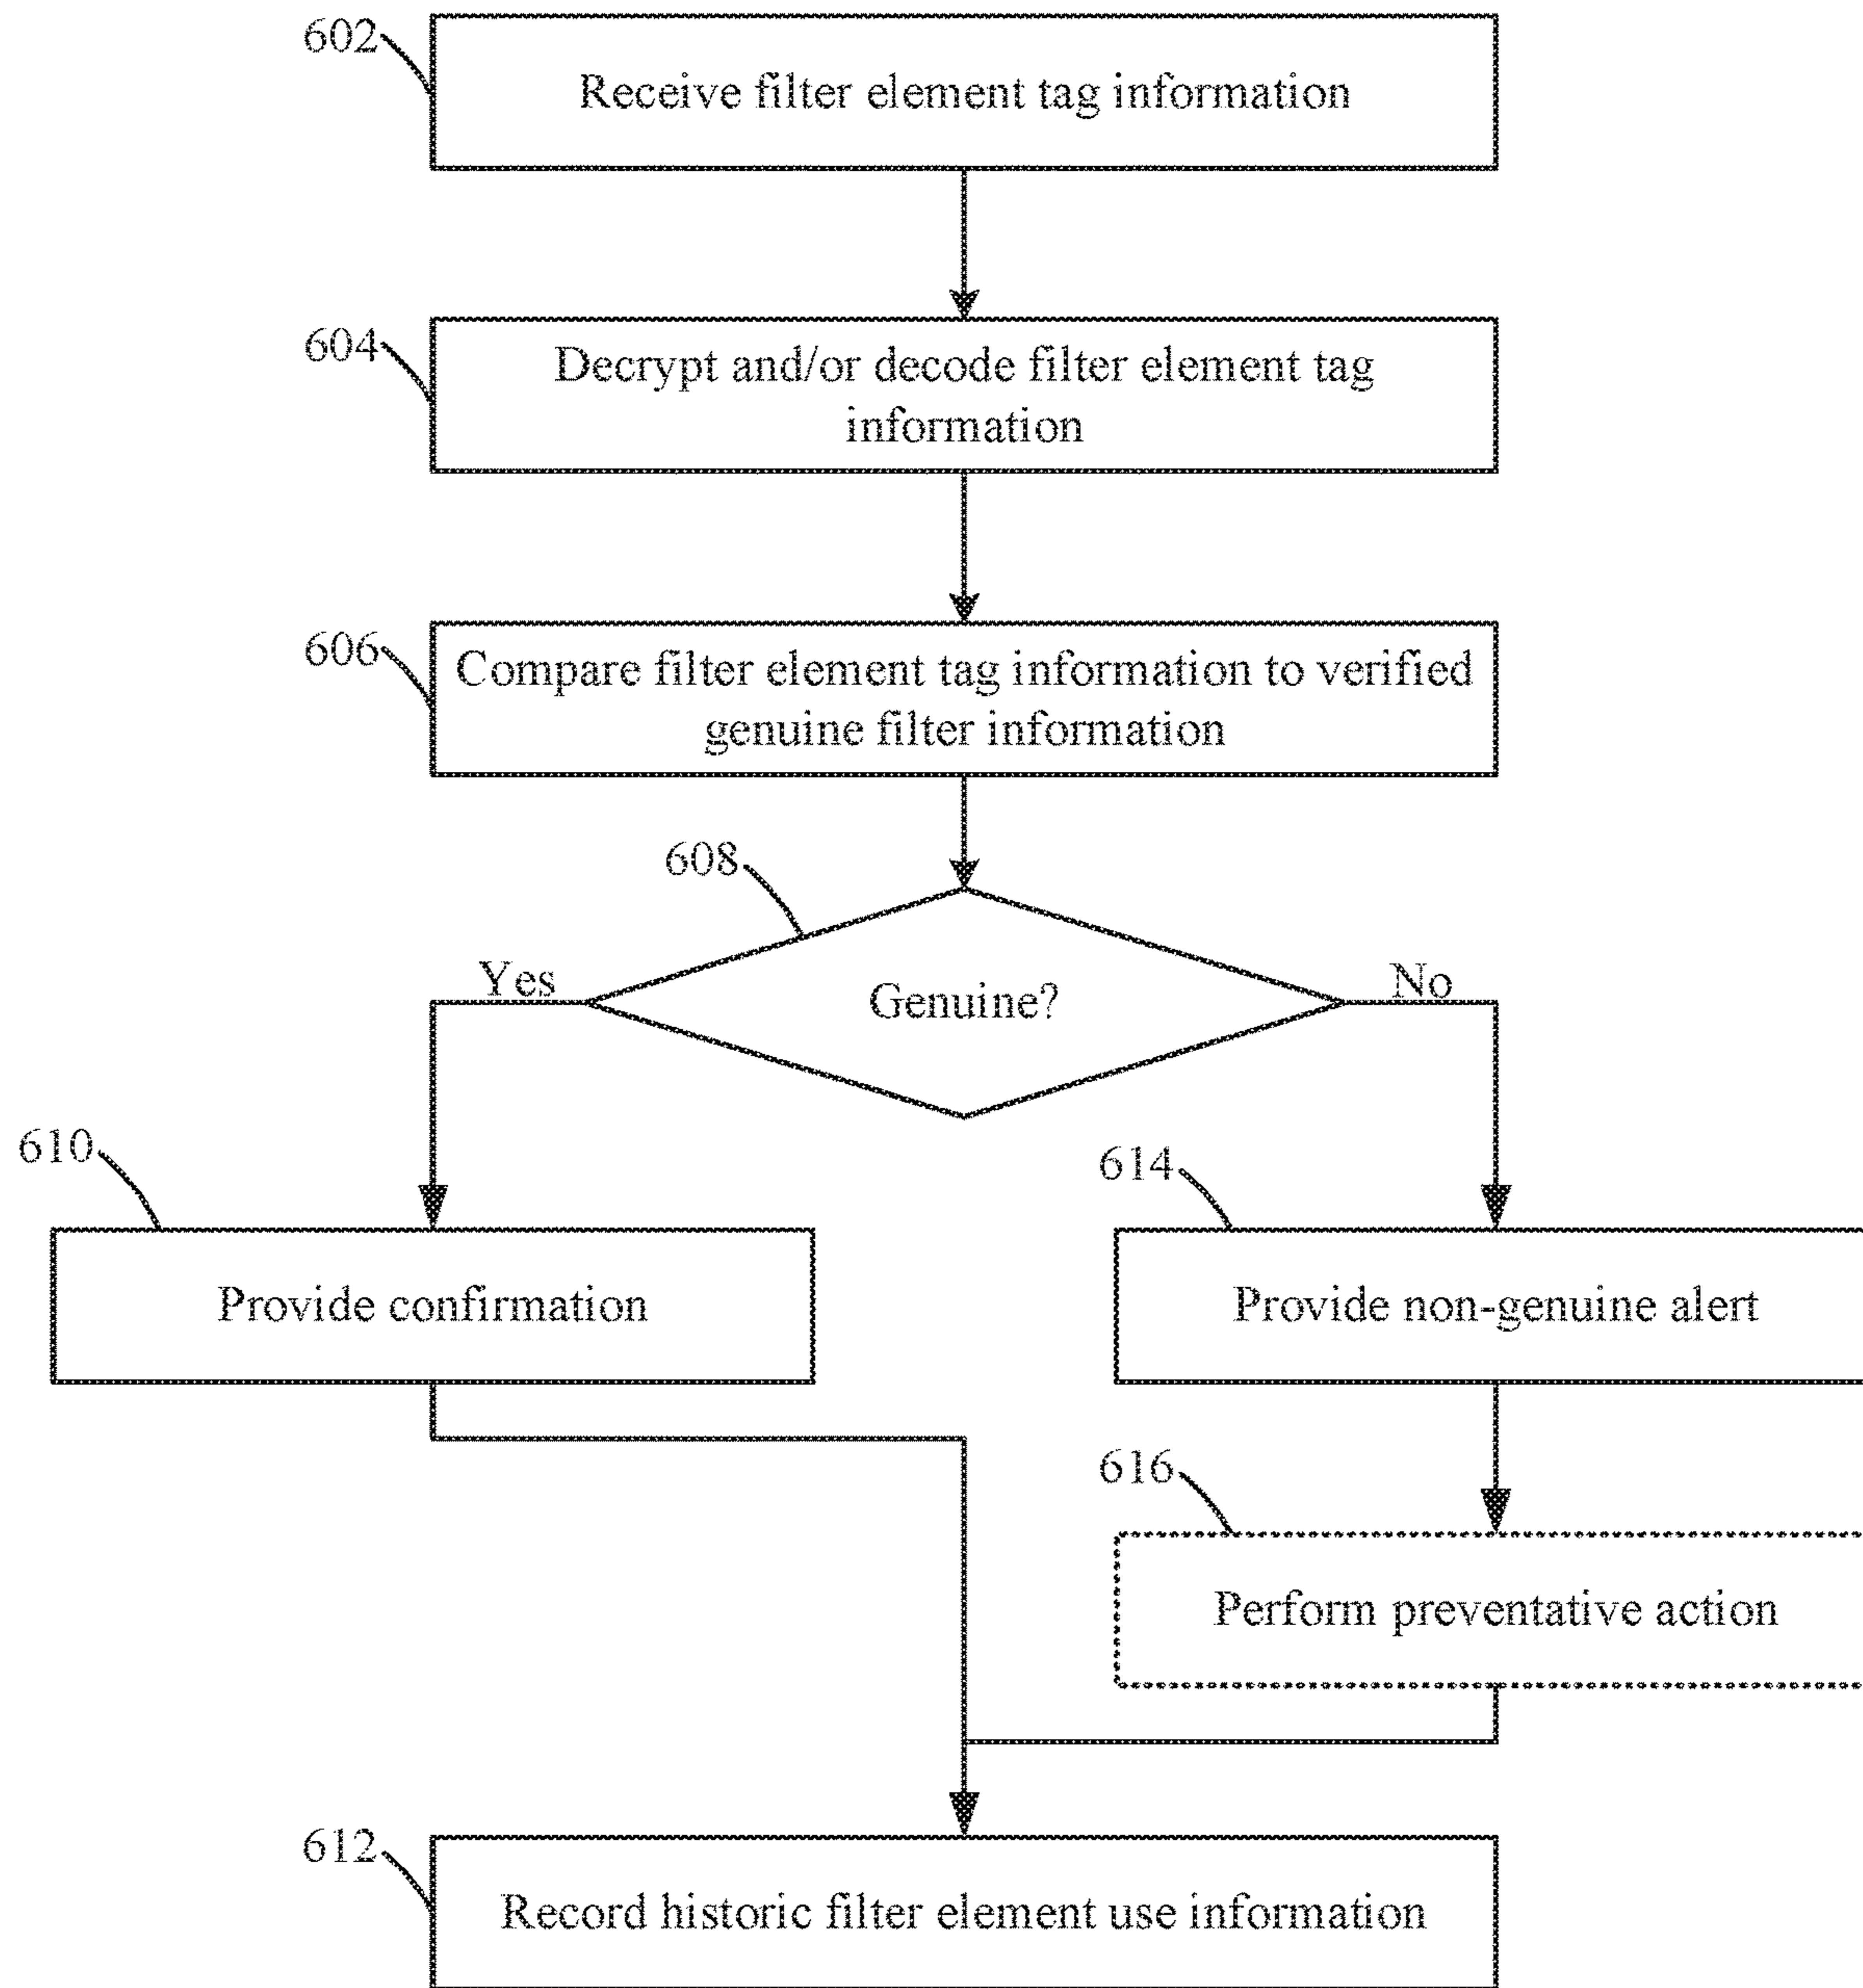 602
Receive filter element tag information
604
Decrypt and/or decode filter element tag
information
606
Compare filter element tag information to verified
genuine filter information
608
Yes
Genuine?
No
610
614
Provide confirmation
Provide non-genuine alert
616
Perform preventative action
612
Record historic filter element use information